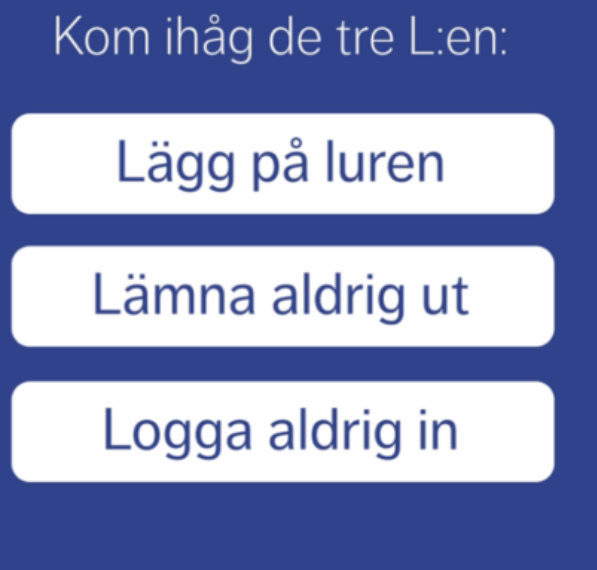 Kom ihåg de tre L:en:
Lägg på luren
Lämna aldrig ut
Logga aldrig in